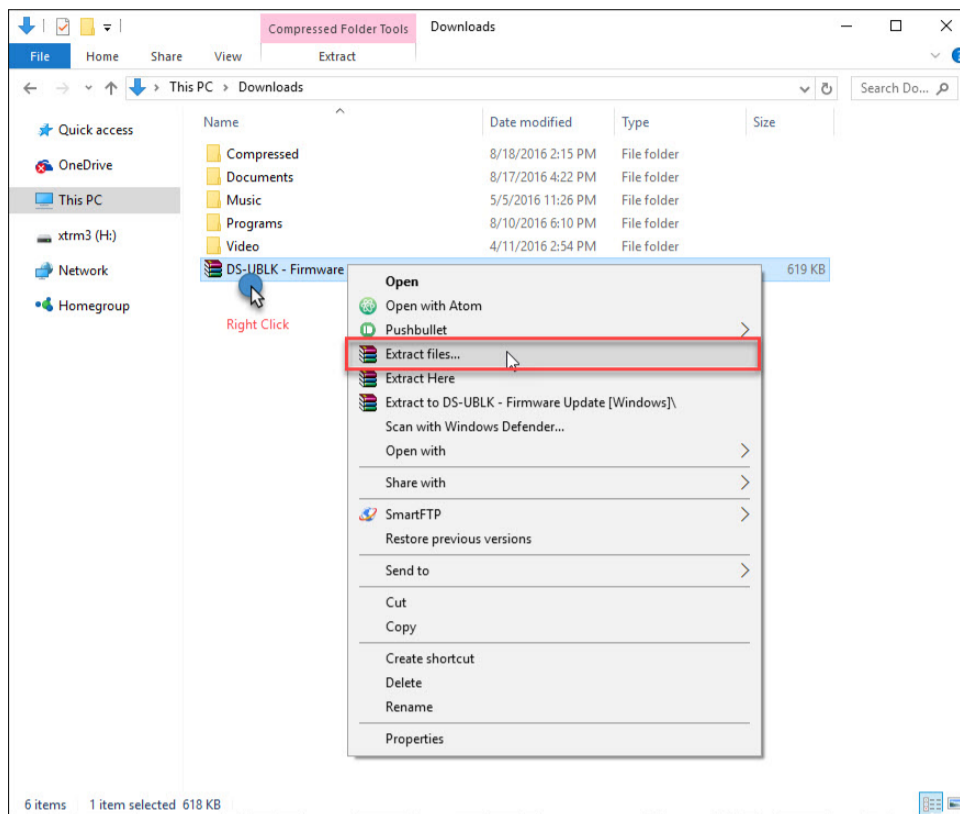 Compressed Folder Tools Downloads
File Home Share View Extract
This PC > Downloads Search Do...
Name Date modified Type Size
Quick access
OneDrive
This PC
xtrm3 (H:)
Network
Homegroup
Compressed 8/18/2016 2:15 PM File folder
Documents 8/17/2016 4:22 PM File folder
Music 5/5/2016 11:26 PM File folder
Programs 8/10/2016 6:10 PM File folder
Video 4/11/2016 2:54 PM File folder
DS-UBLK - Firmware 619 KB
Right Click
Open
Open with Atom
Pushbullet
Extract files...
Extract Here
Extract to DS-UBLK - Firmware Update [Windows]\
Scan with Windows Defender...
Open with
Share with
SmartFTP
Restore previous versions
Send to
Cut
Copy
Create shortcut
Delete
Rename
Properties
6 items 1 item selected 618 KB